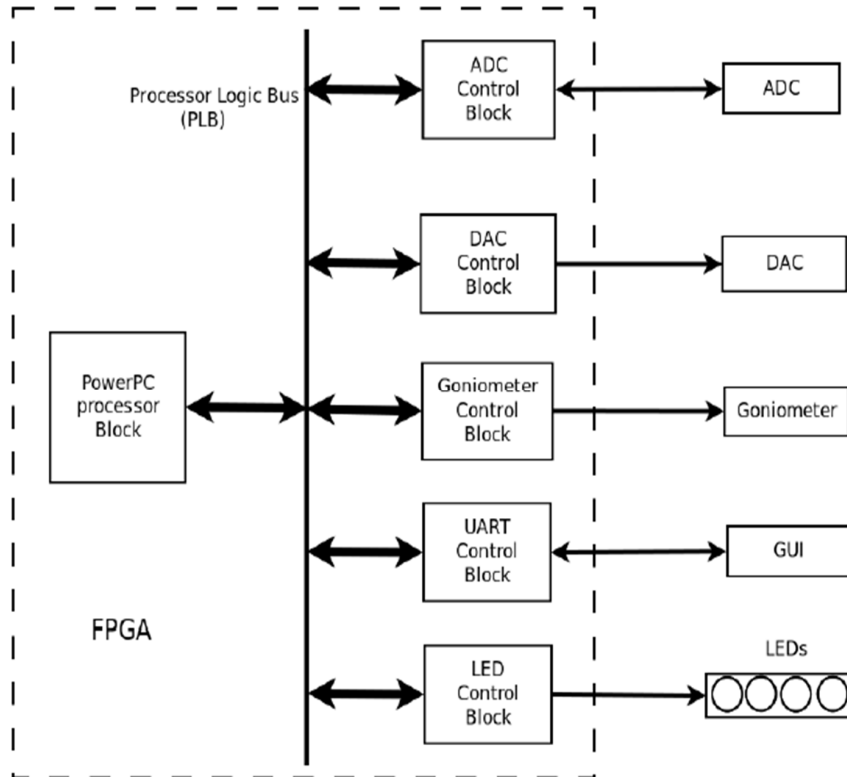 Processor Logic Bus
(PLB)
ADC
Control
Block
ADC
DAC
Control
Block
DAC
PowerPC
processor
Block
Goniometer
Control
Block
Goniometer
UART
Control
Block
GUI
FPGA
LED
Control
Block
LEDs